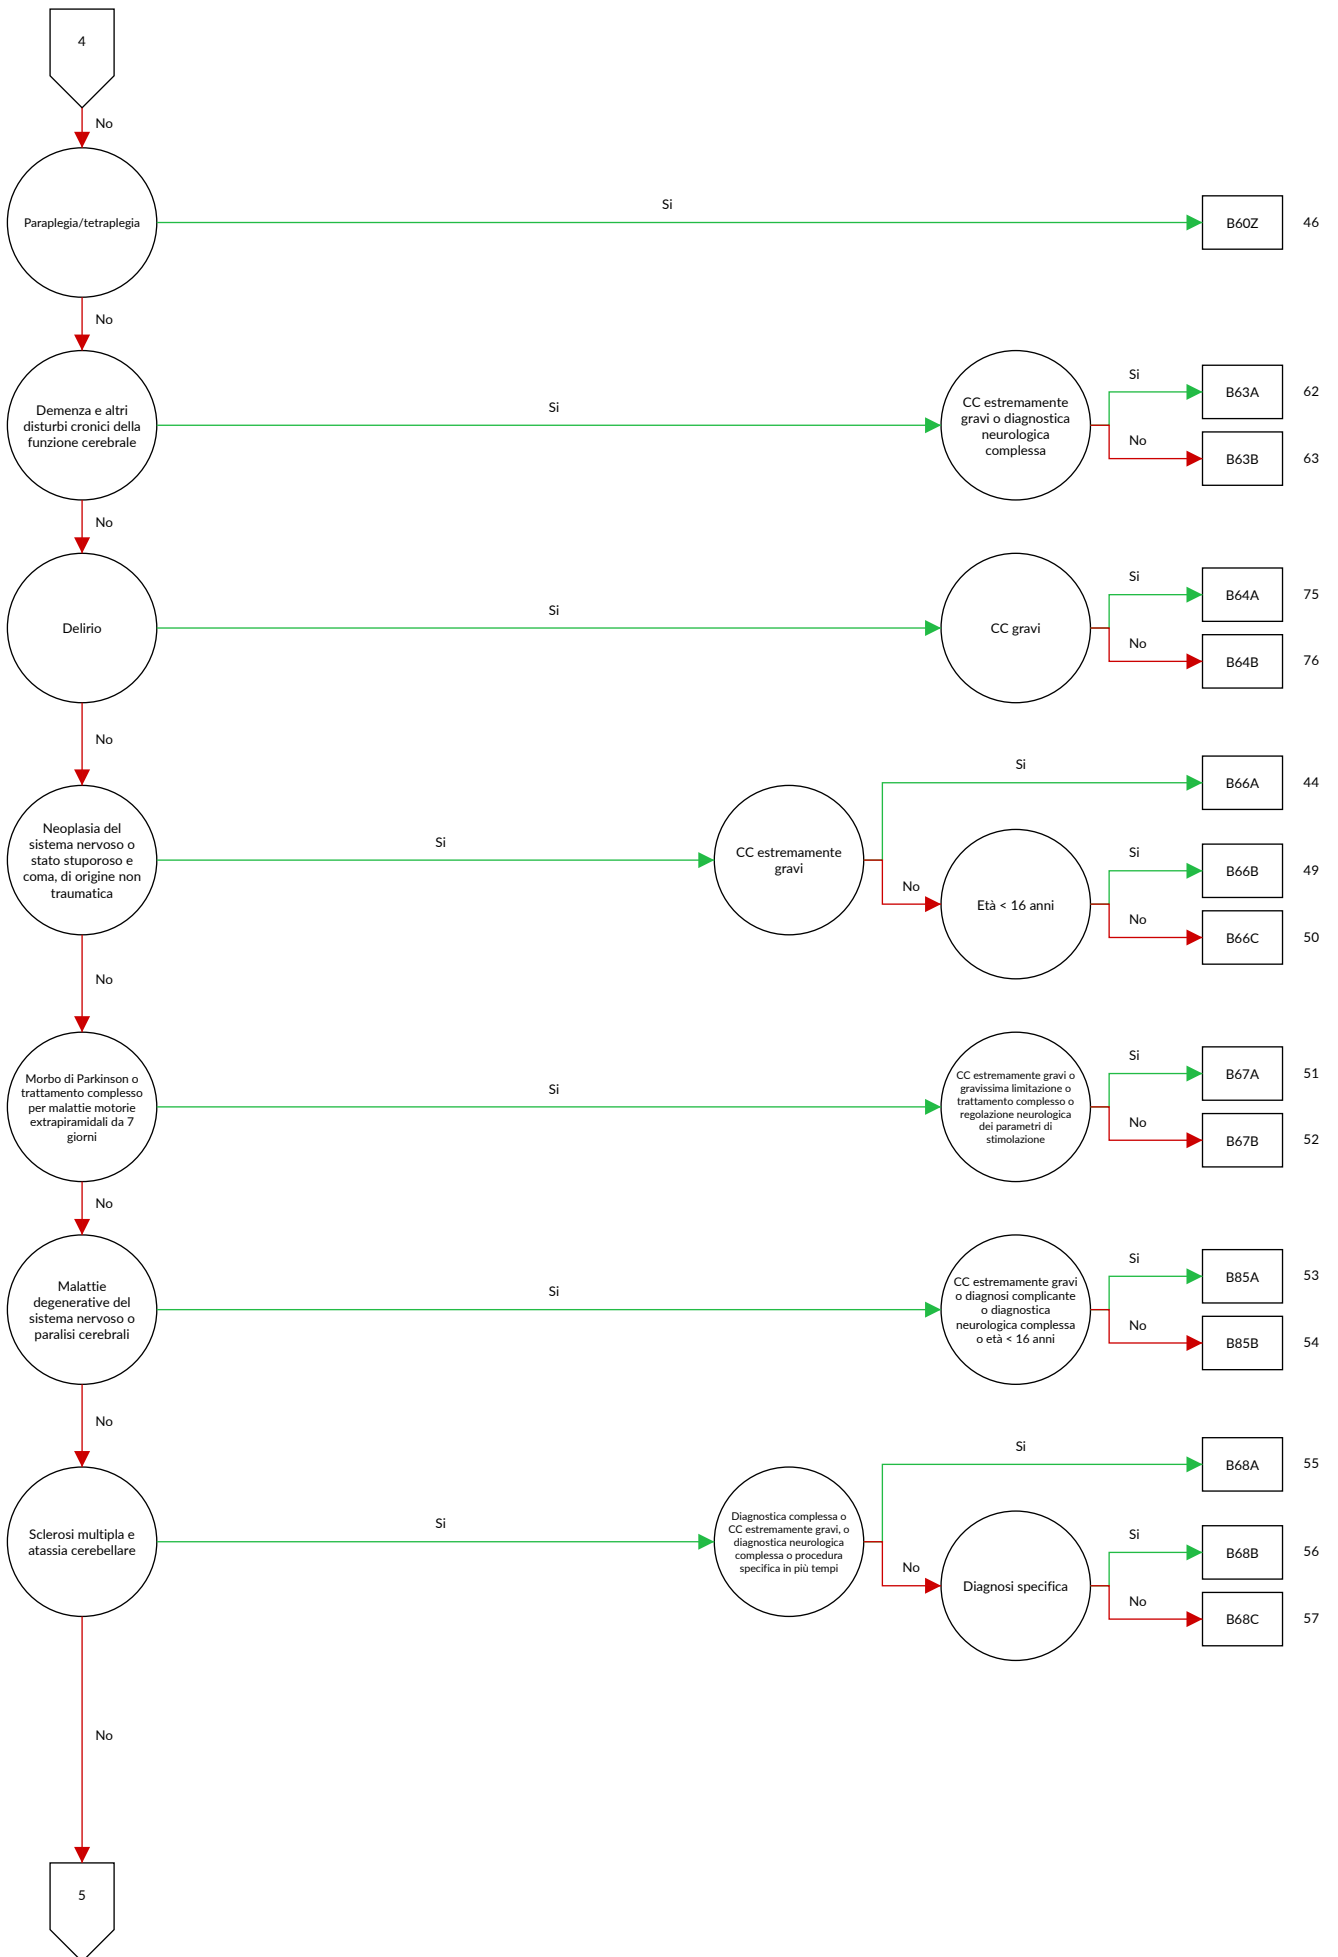 4
No
Paraplegia/tetraplegia
Si
B60Z
46
No
Demenza e altri
disturbi cronici della
funzione cerebrale
Si
CC estremamente
gravi o diagnostica
neurologica
complessa
Si
B63A
62
No
B63B
63
No
Delirio
Si
CC gravi
Si
B64A
75
No
B64B
76
No
Neoplasia del
sistema nervoso o
stato stuporoso e
coma, di origine non
traumatica
Si
CC estremamente
gravi
Si
B66A
44
No
Età < 16 anni
Si
B66B
49
No
B66C
50
No
Morbo di Parkinson o
trattamento complesso
per malattie motorie
extrapiramidali da 7
giorni
Si
CC estremamente gravi o
gravissima limitazione o
trattamento complesso o
regolazione neurologica
dei parametri di
stimolazione
Si
B67A
51
No
B67B
52
No
Malattie
degenerative del
sistema nervoso o
paralisi cerebrali
Si
CC estremamente gravi
o diagnosi complicante
o diagnostica
neurologica complessa
o età < 16 anni
Si
B85A
53
No
B85B
54
No
Sclerosi multipla e
atassia cerebellare
Si
Diagnostica complessa o
CC estremamente gravi, o
diagnostica neurologica
complessa o procedura
specifica in più tempi
Si
B68A
55
No
Diagnosi specifica
Si
B68B
56
No
B68C
57
No
5